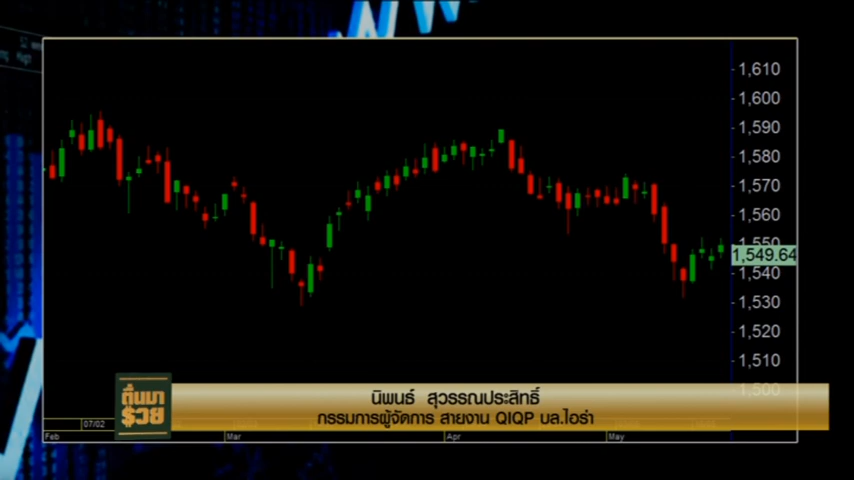 1,610
1,600
1,590
1,580
1,570
1,560
1,550
1,549.64
1,540
1,530
1,520
1,510
1,500
ตื่นมา
รวย
นิพนธ์ สุวรรณประสิทธิ์
กรรมการผู้จัดการ สายงาน QIQP บล.ไอร่า
07/02
Feb
Mar
Apr
May